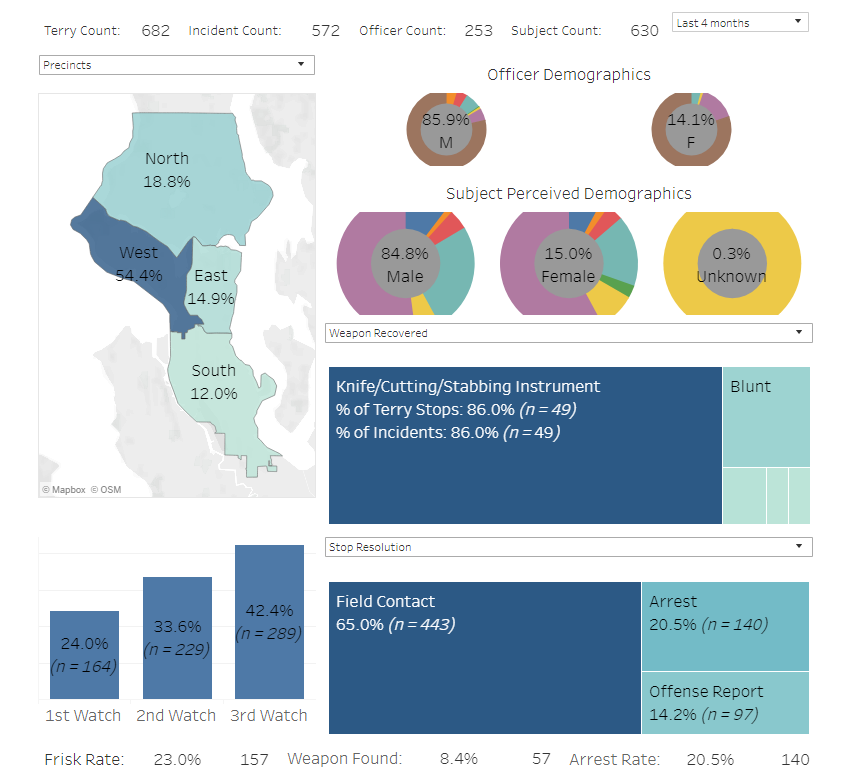 Terry Count: 682 Incident Count: 572 Officer Count: 253 Subject Count: 630 Last 4 months
Precincts
Officer Demographics
85.9%
M
14.1%
F
Subject Perceived Demographics
84.8%
Male
15.0%
Female
0.3%
Unknown
North
18.8%
West
54.4%
East
14.9%
South
12.0%
© Mapbox © OSM
Weapon Recovered
Knife/Cutting/Stabbing Instrument
% of Terry Stops: 86.0% (n = 49)
% of Incidents: 86.0% (n = 49)
Blunt
Stop Resolution
Field Contact
65.0% (n = 443)
Arrest
20.5% (n = 140)
Offense Report
14.2% (n = 97)
24.0%
(n = 164)
33.6%
(n = 229)
42.4%
(n = 289)
1st Watch 2nd Watch 3rd Watch
Frisk Rate: 23.0% 157 Weapon Found: 8.4% 57 Arrest Rate: 20.5% 140